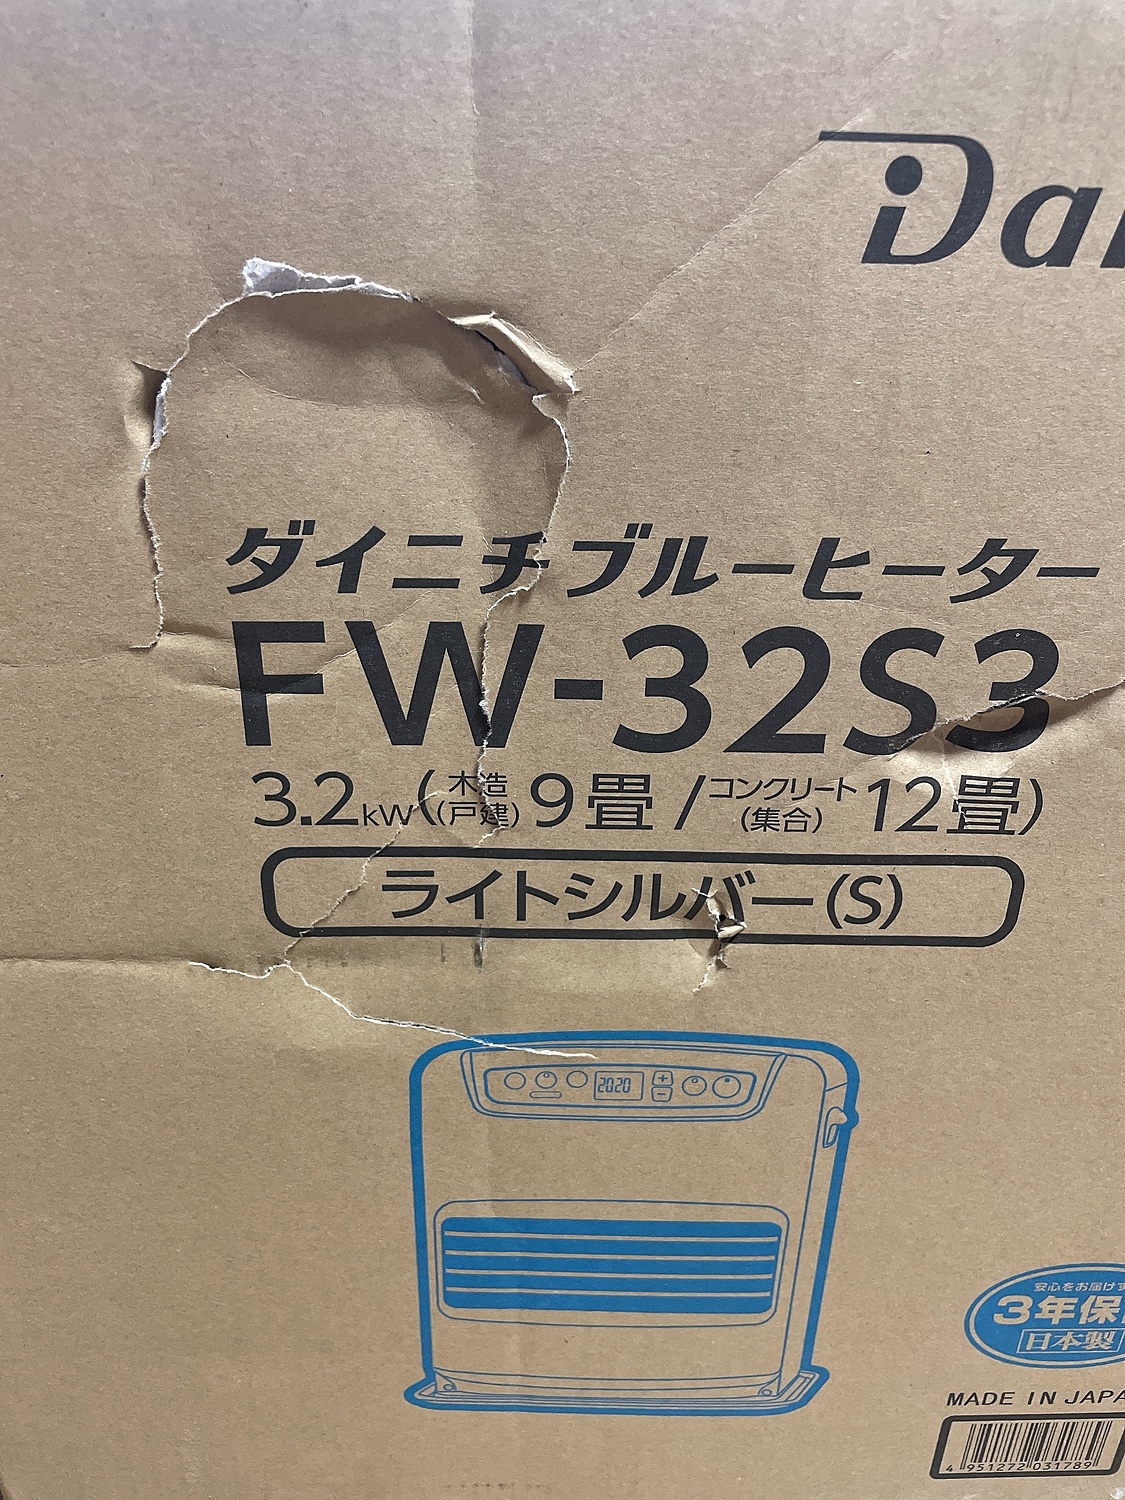 Dai
ダイニチブルーヒーター
FW-32S3
3.2kW(木造(戸建)9畳/コンクリート(集合)12畳)
ライトシルバー(S)
2020
安心をお届けす
3年保
日本製
MADE IN JAPA
4 951272 031789